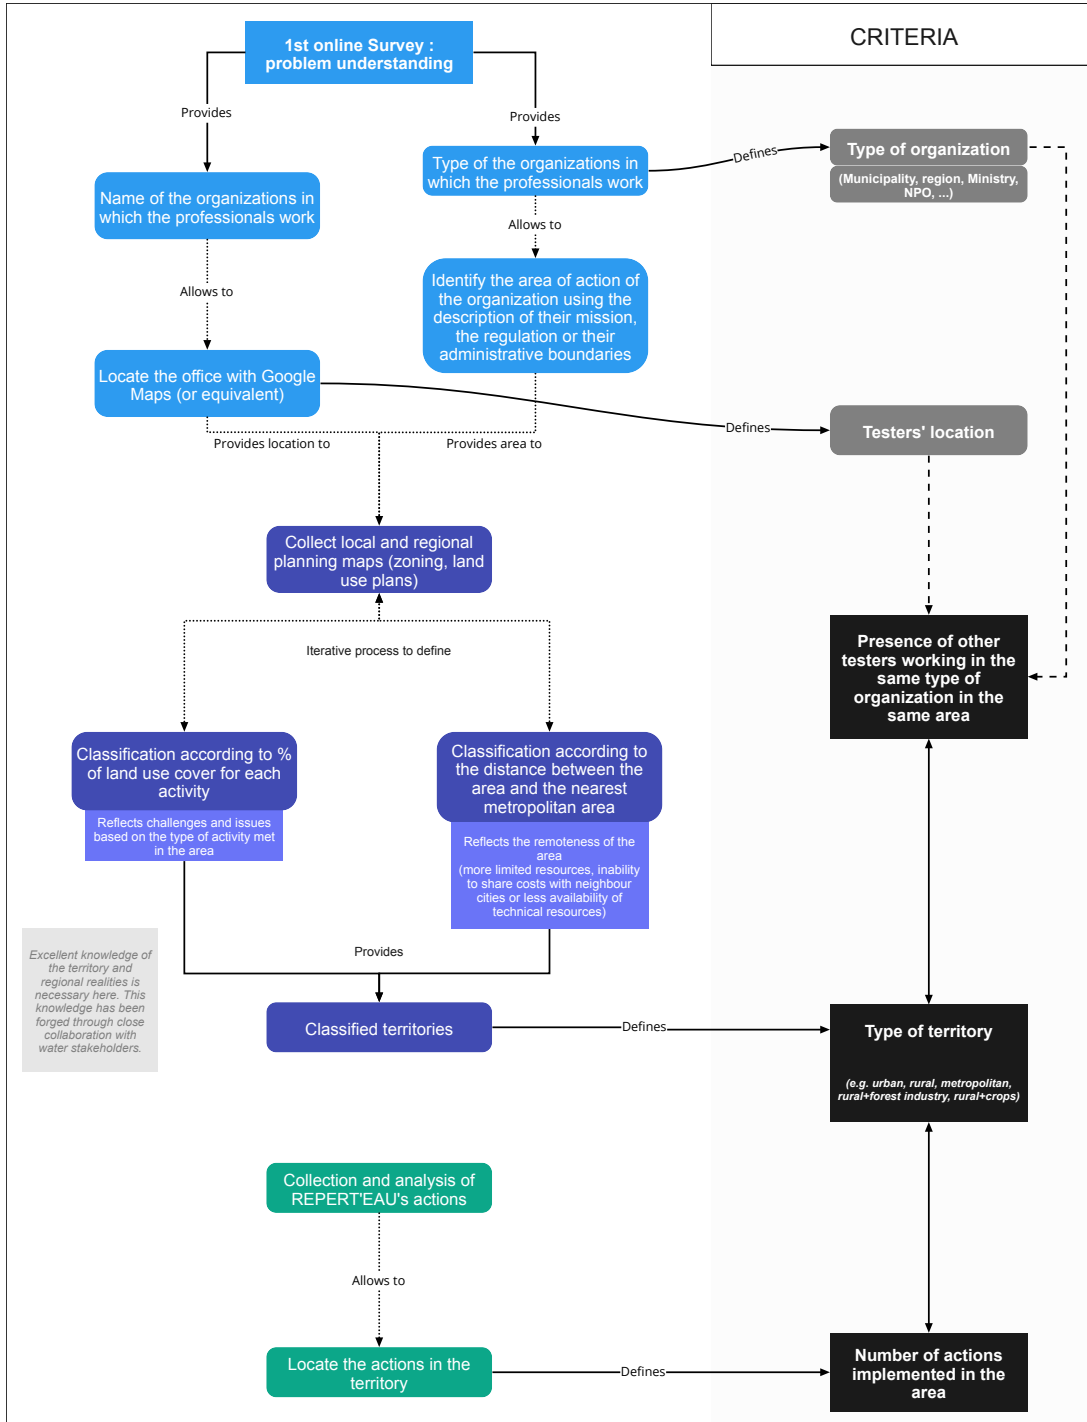 CRITERIA
1st online Survey :
problem understanding
Provides
Provides
Type of the organizations in
which the professionals work
Defines
Type of organization
(Municipality, region, Ministry,
NPO, ...)
Name of the organizations in
which the professionals work
Allows to
Allows to
Identify the area of action of
the organization using the
description of their mission,
the regulation or their
administrative boundaries
Locate the office with Google
Maps (or equivalent)
Defines
Testers' location
Provides location to
Provides area to
Collect local and regional
planning maps (zoning, land
use plans)
Iterative process to define
Presence of other
testers working in the
same type of
organization in the
same area
Classification according to %
of land use cover for each
activity
Reflects challenges and issues
based on the type of activity met
in the area
Classification according to
the distance between the
area and the nearest
metropolitan area
Reflects the remoteness of the
area
(more limited resources, inability
to share costs with neighbour
cities or less availability of
technical resources)
Excellent knowledge of
the territory and
regional realities is
necessary here. This
knowledge has been
forged through close
collaboration with
water stakeholders.
Provides
Classified territories
Defines
Type of territory
(e.g. urban, rural, metropolitan,
rural+forest industry, rural+crops)
Collection and analysis of
REPERT'EAU's actions
Allows to
Locate the actions in the
territory
Defines
Number of actions
implemented in the
area